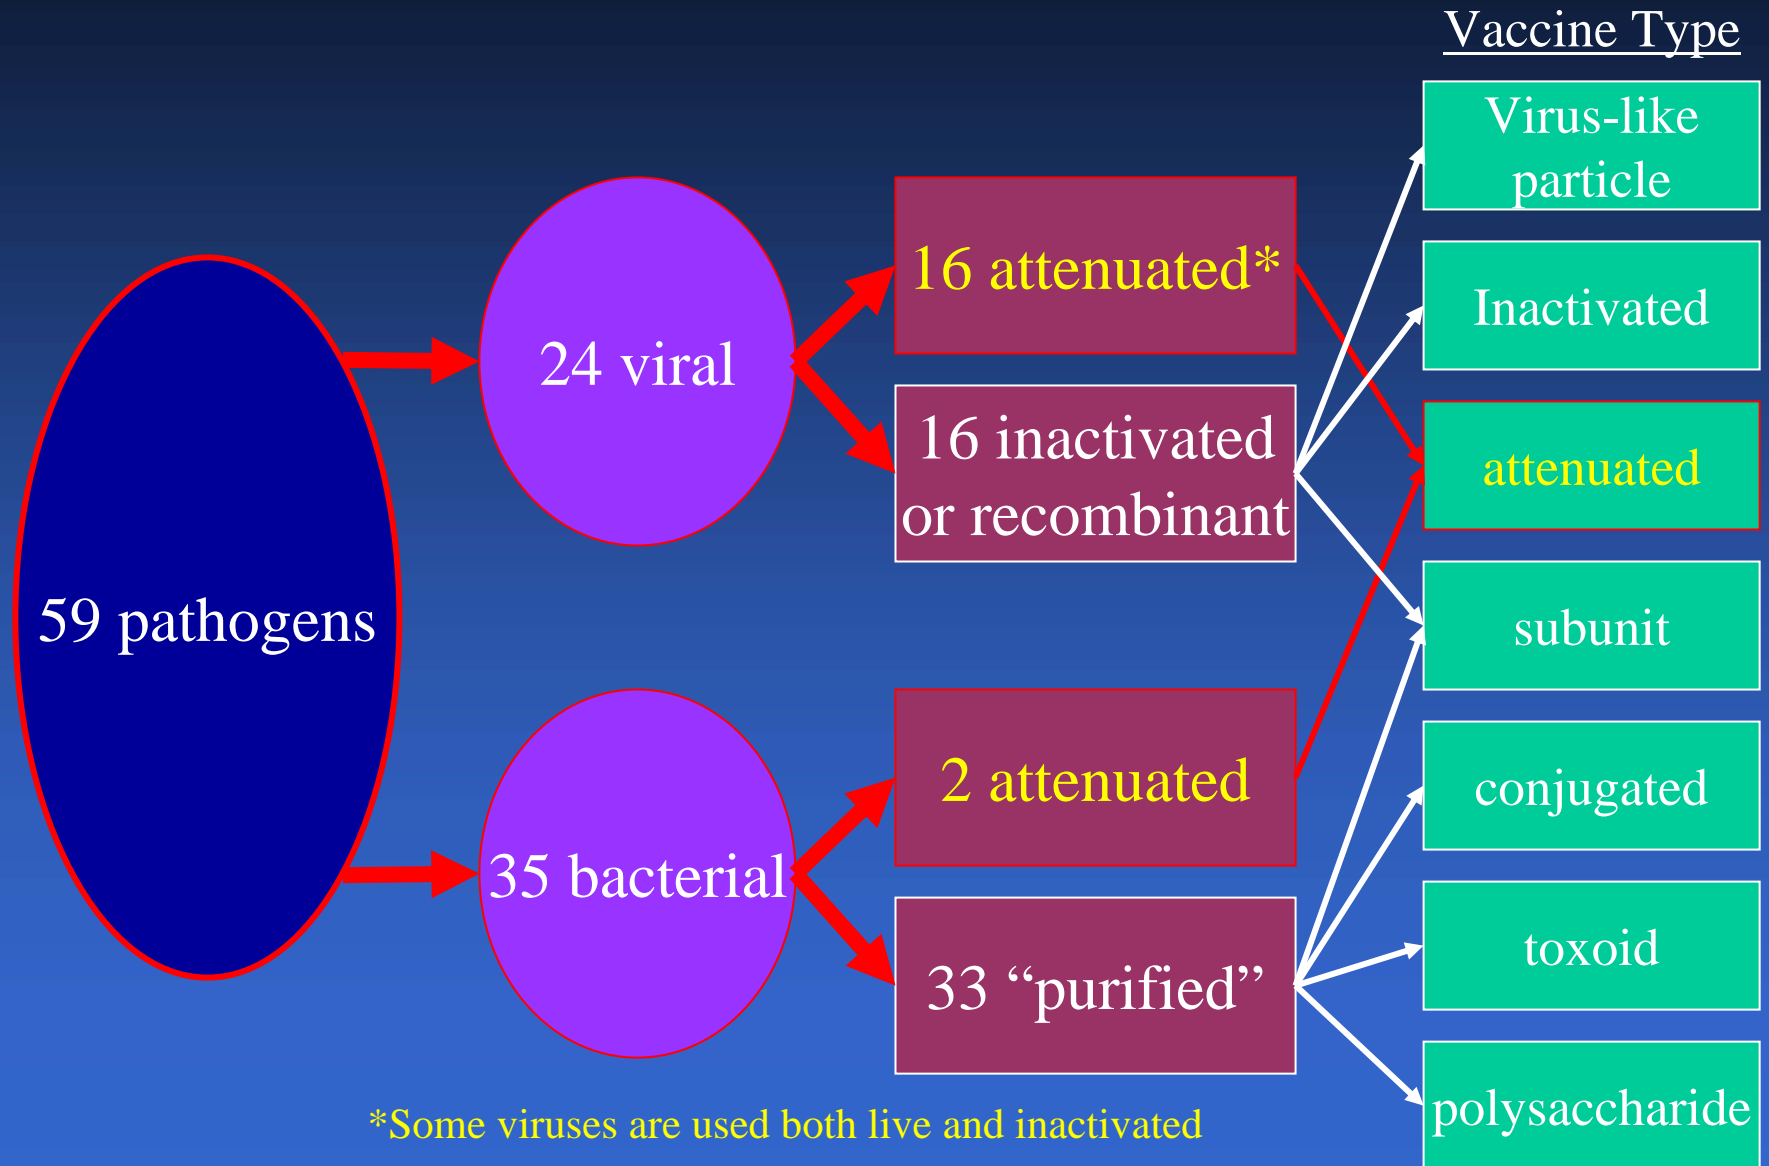 Vaccine Type
59 pathogens
24 viral
35 bacterial
16 attenuated*
16 inactivated
or recombinant
2 attenuated
33 “purified”
Virus-like
particle
Inactivated
attenuated
subunit
conjugated
toxoid
polysaccharide
*Some viruses are used both live and inactivated